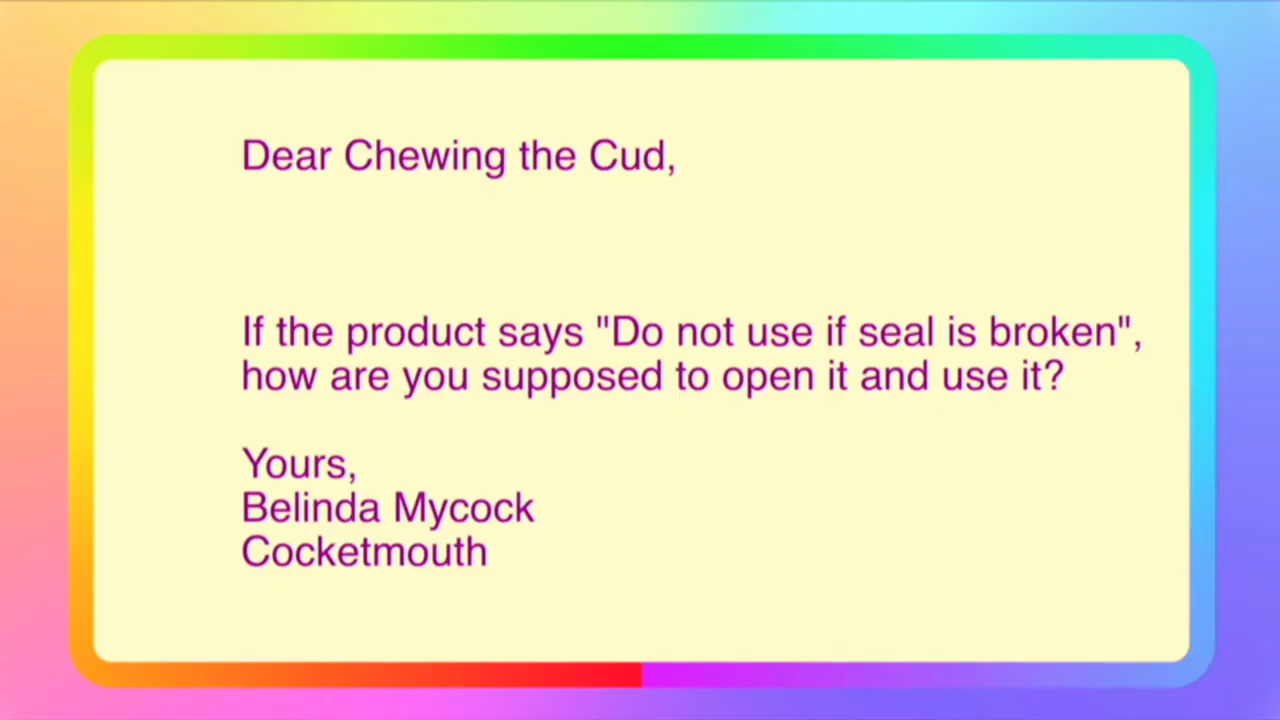 Dear Chewing the Cud,
If the product says "Do not use if seal is broken",
how are you supposed to open it and use it?
Yours,
Belinda Mycock
Cocketmouth